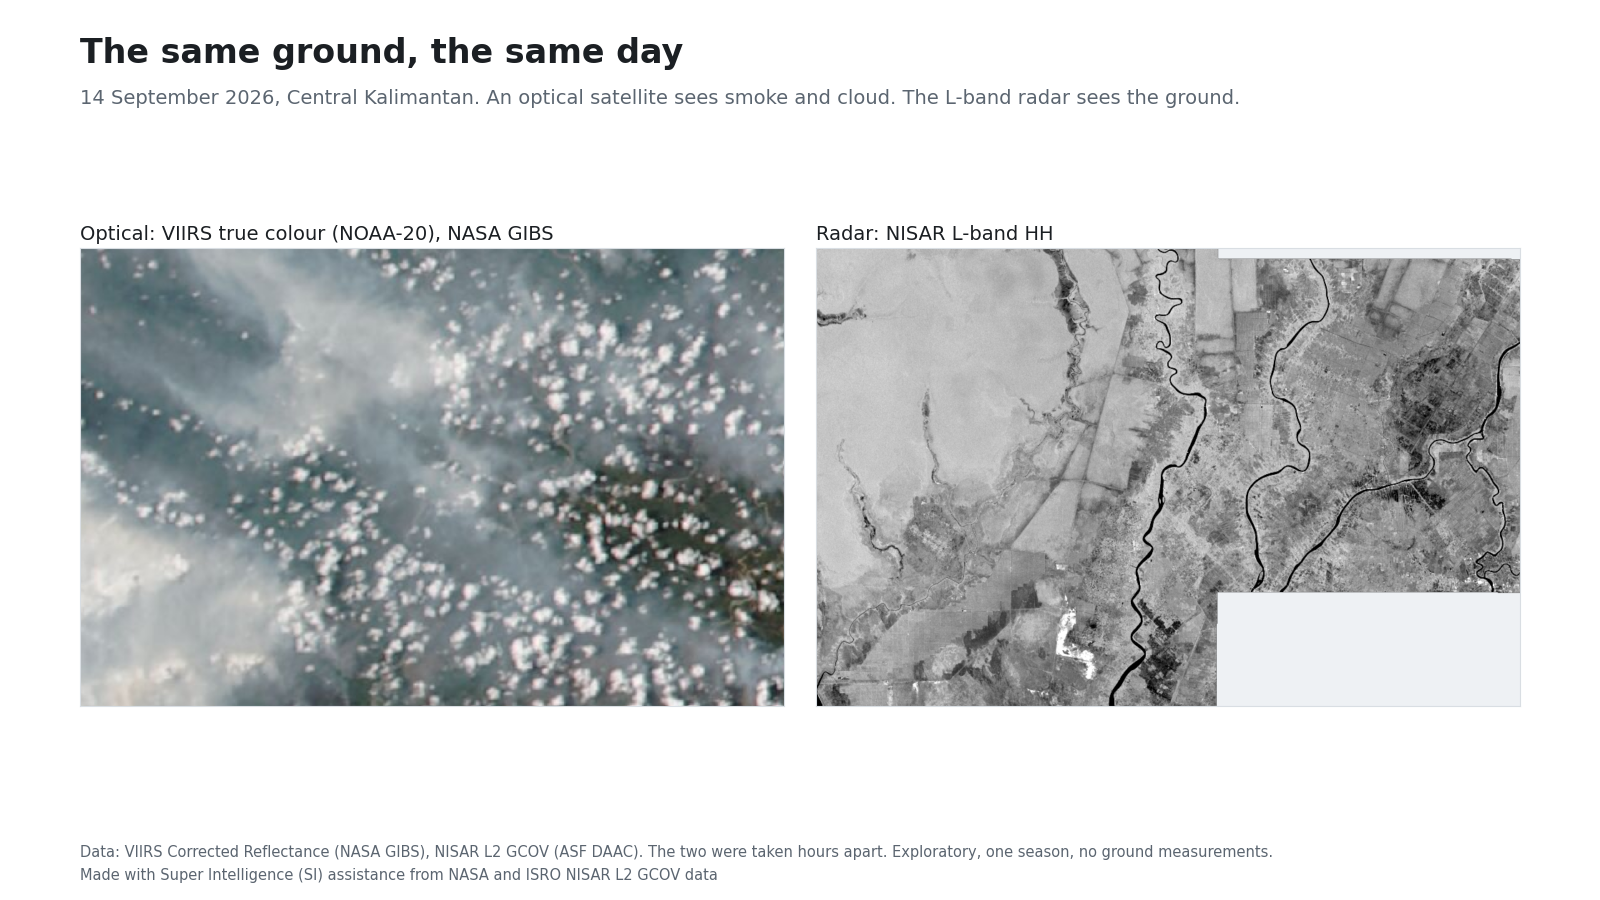 The same ground, the same day
14 September 2026, Central Kalimantan. An optical satellite sees smoke and cloud. The L-band radar sees the ground.
Optical: VIIRS true colour (NOAA-20), NASA GIBS
Radar: NISAR L-band HH
Data: VIIRS Corrected Reflectance (NASA GIBS), NISAR L2 GCOV (ASF DAAC). The two were taken hours apart. Exploratory, one season, no ground measurements.
Made with Super Intelligence (SI) assistance from NASA and ISRO NISAR L2 GCOV data